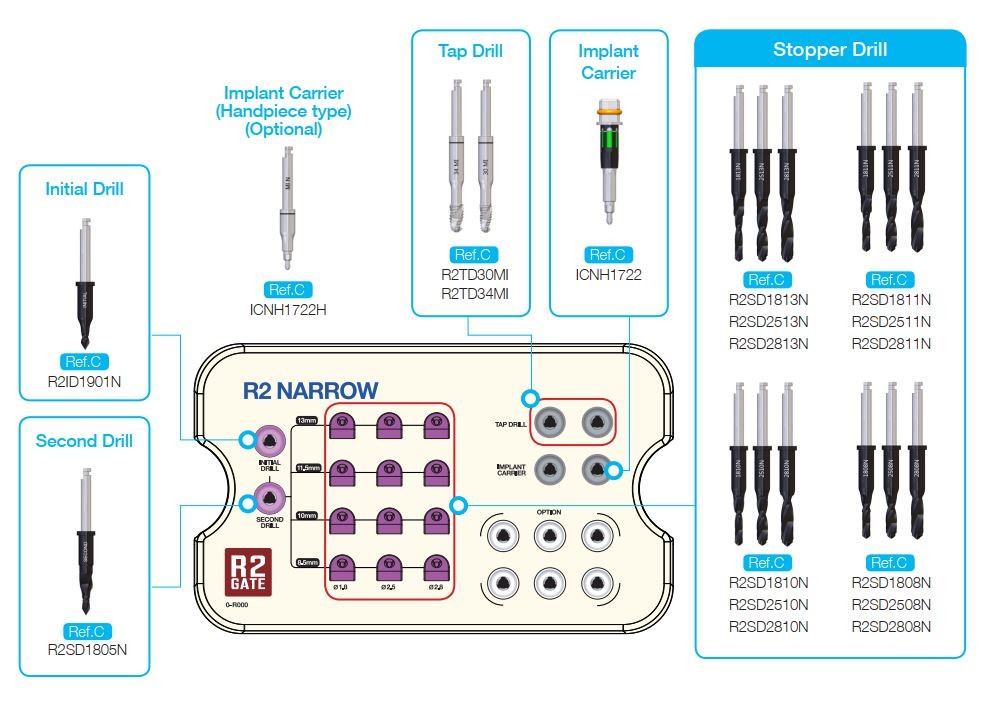 Tap Drill
34 MI
30 MI
Ref.C
R2TD30MI
R2TD34MI
Implant
Carrier
Ref.C
ICNH1722
Stopper Drill
1813N
2513N
2813N
Ref.C
R2SD1813N
R2SD2513N
R2SD2813N
1811N
2511N
2811N
Ref.C
R2SD1811N
R2SD2511N
R2SD2811N
1810N
2510N
2810N
Ref.C
R2SD1810N
R2SD2510N
R2SD2810N
1808N
2508N
2808N
Ref.C
R2SD1808N
R2SD2508N
R2SD2808N
Implant Carrier
(Handpiece type)
(Optional)
MI N
Ref.C
ICNH1722H
Initial Drill
INITIAL
Ref.C
R2ID1901N
Second Drill
SECOND
Ref.C
R2SD1805N
R2 NARROW
13mm
TAP DRILL
INITIAL
DRILL
11.5mm
IMPLANT
CARRIER
SECOND
DRILL
10mm
OPTION
8.5mm
R2
GATE
Ø1.8
Ø2.5
Ø2.8
0-R000